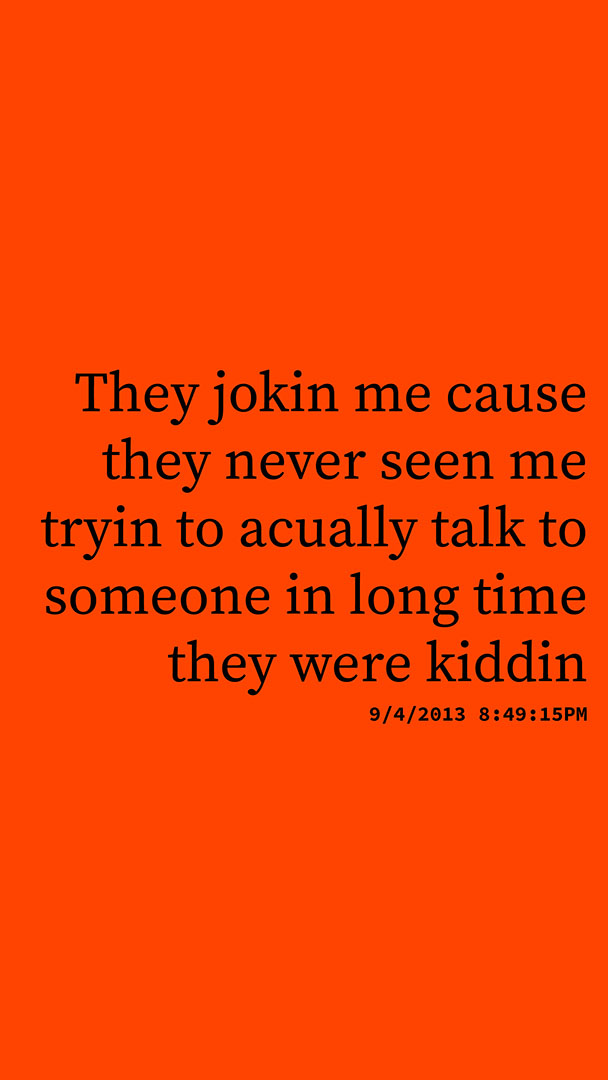 They jokin me cause
they never seen me
tryin to acually talk to
someone in long time
they were kiddin
9/4/2013 8:49:15PM